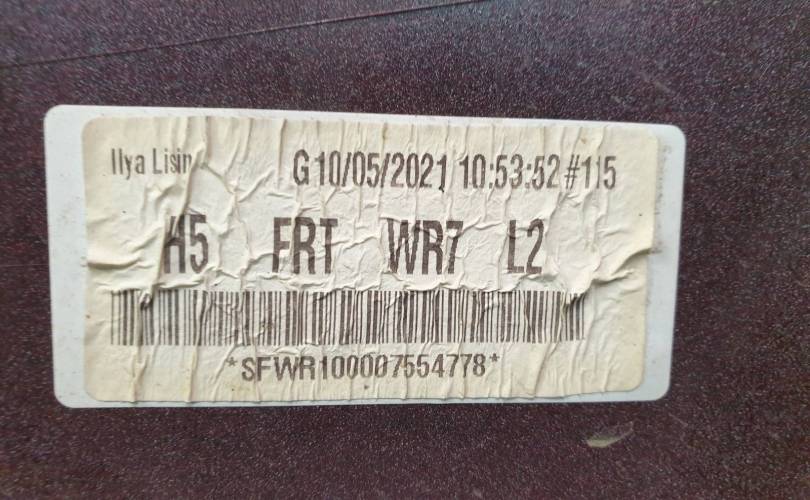 Ilya Lisin
G10/05/2021 10:53:52 #115
H5 FRT WR7 L2
*SFWR100007554778*